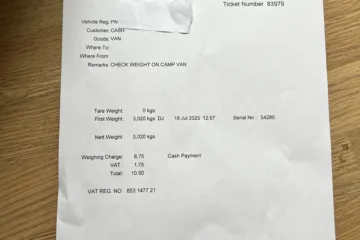 Ticket Number 83979
Vehicle Reg: PN
Customer: CASH
Goods: VAN
Where To:
Where From:
Remarks: CHECK WEIGHT ON CAMP VAN
Tare Weight: 0 kgs
First Weight: 3,020 kgs DJ 18 Jul 2025 12:57 Serial No.: 54280
Nett Weight: 3,020 kgs
Weighing Charge: 8.75 Cash Payment
VAT: 1.75
Total: 10.50
VAT REG. NO: 853 1477 21